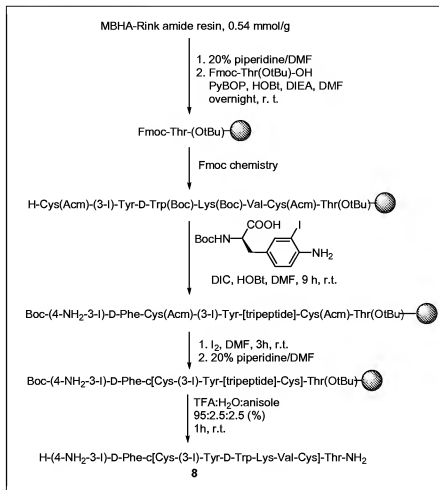 MBHA-Rink amide resin, 0.54 mmol/g
1. 20% piperidine/DMF
2. Fmoc-Thr(OtBu)-OH
PyBOP, HOBt, DIEA, DMF
overnight, r. t.
Fmoc-Thr-(OtBu)
Fmoc chemistry
H-Cys(Acm)-(3-I)-Tyr-D-Trp(Boc)-Lys(Boc)-Val-Cys(Acm)-Thr(OtBu)
COOH
I
BocHN
NH2
DIC, HOBt, DMF, 9 h, r.t.
Boc-(4-NH2-3-I)-D-Phe-Cys(Acm)-(3-I)-Tyr-[tripeptide]-Cys(Acm)-Thr(OtBu)
1. I2, DMF, 3h, r.t.
2. 20% piperidine/DMF
Boc-(4-NH2-3-I)-D-Phe-c[Cys-(3-I)-Tyr-[tripeptide]-Cys]-Thr(OtBu)
TFA:H2O:anisole
95:2.5:2.5 (%)
1h, r.t.
H-(4-NH2-3-I)-D-Phe-c[Cys-(3-I)-Tyr-D-Trp-Lys-Val-Cys]-Thr-NH2
8